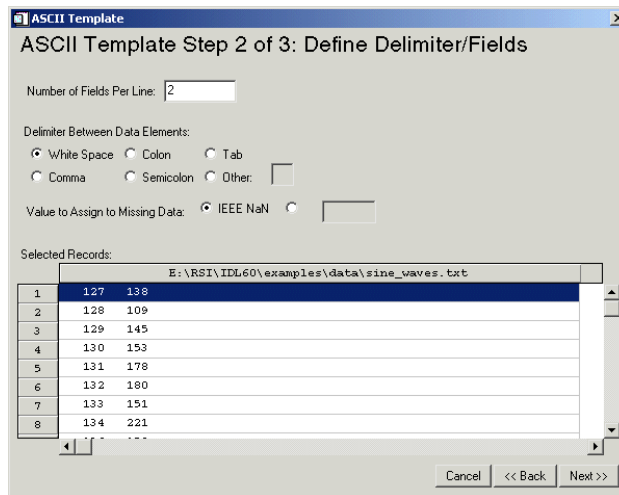 ASCII Template
ASCII Template Step 2 of 3: Define Delimiter/Fields
Number of Fields Per Line: 2
Delimiter Between Data Elements:
White Space Colon Tab
Comma Semicolon Other:
Value to Assign to Missing Data: IEEE NaN
Selected Records:
E:\RSI\IDL60\examples\data\sine_waves.txt
1 127 138
2 128 109
3 129 145
4 130 153
5 131 178
6 132 180
7 133 151
8 134 221
Cancel << Back Next >>